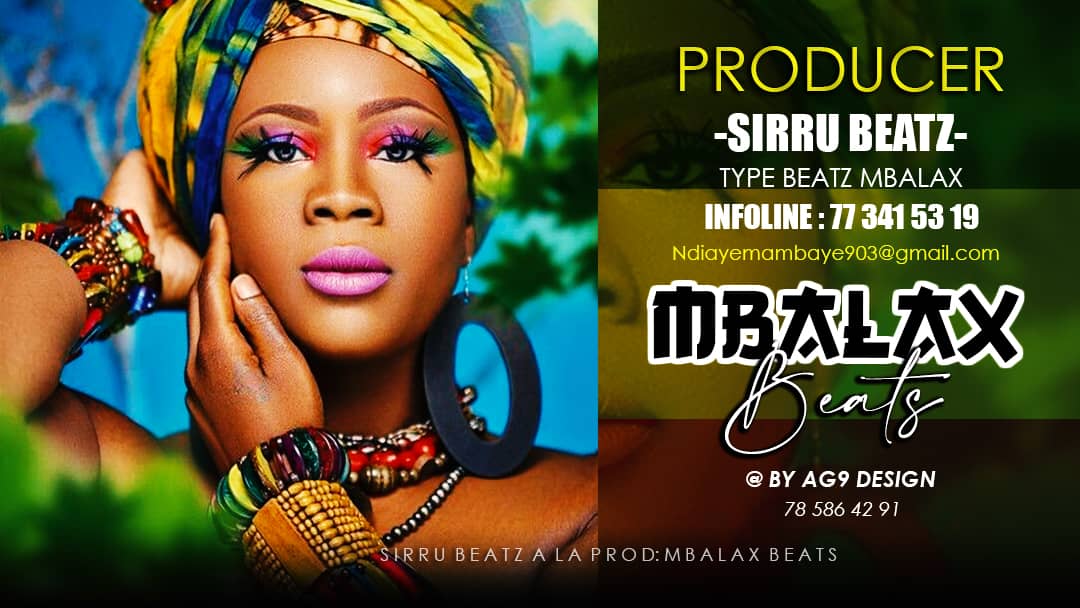 PRODUCER
-SIRRU BEATZ-
TYPE BEATZ MBALAX
INFOLINE : 77 341 53 19
Ndiayemambaye903@gmail.com
MBALAX
Beats
@ BY AG9 DESIGN
78 586 42 91
SIRRU BEATZ A LA PROD: MBALAX BEATS